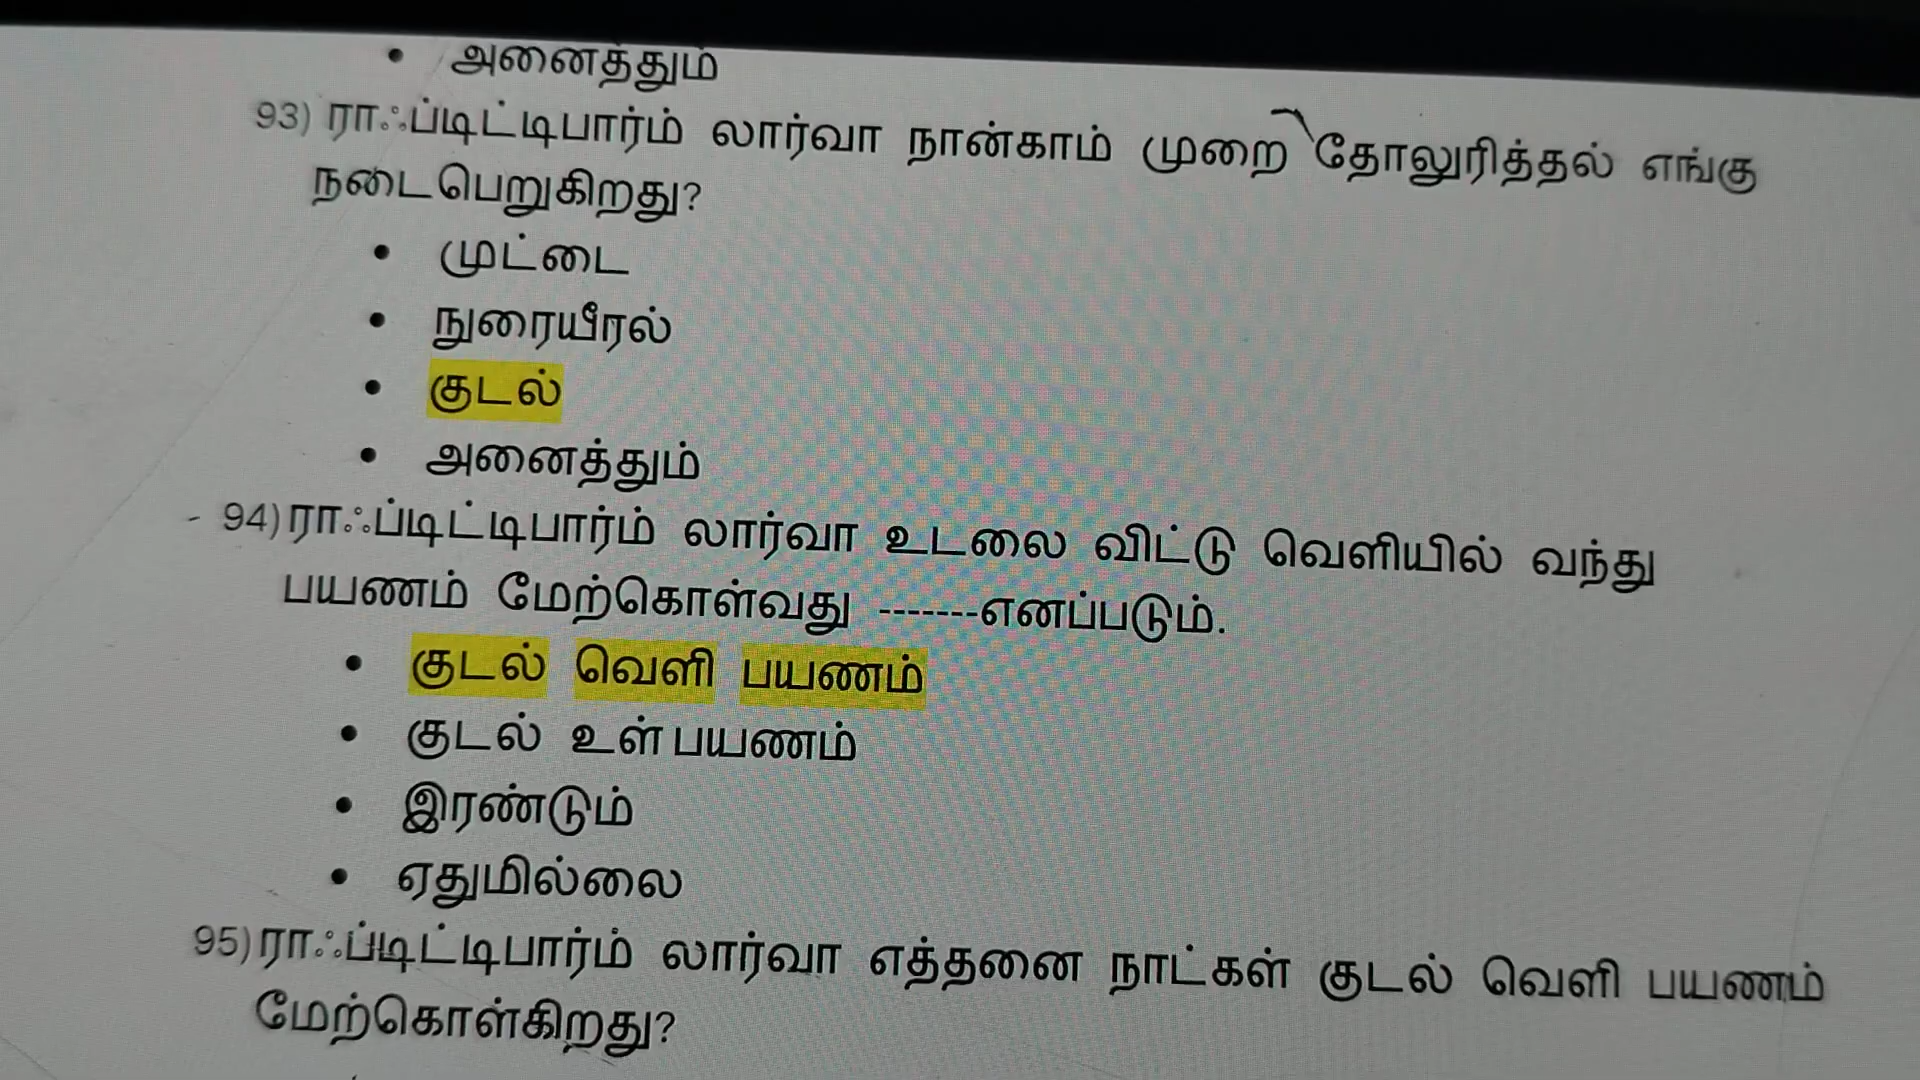 • அனைத்தும்
93) ராஃப்டிட்டிபார்ம் லார்வா நான்காம் முறை தோலுரித்தல் எங்கு
நடைபெறுகிறது?
• முட்டை
• நுரையீரல்
• குடல்
• அனைத்தும்
94) ராஃப்டிட்டிபார்ம் லார்வா உடலை விட்டு வெளியில் வந்து
பயணம் மேற்கொள்வது -------எனப்படும்.
• குடல் வெளி பயணம்
• குடல் உள் பயணம்
• இரண்டும்
• ஏதுமில்லை
95) ராஃப்டிட்டிபார்ம் லார்வா எத்தனை நாட்கள் குடல் வெளி பயணம்
மேற்கொள்கிறது?